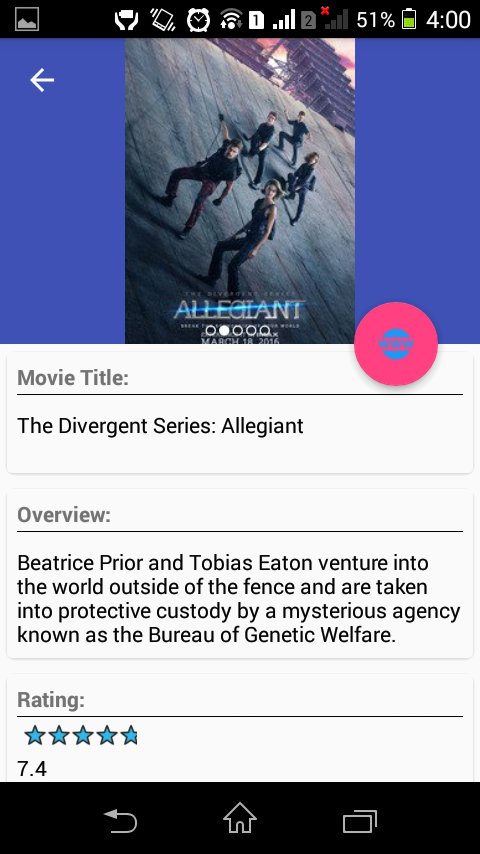 1 2 51% 4:00
THE DIVERGENT SERIES
ALLEGIANT
MARCH 18, 2016
www
Movie Title:
The Divergent Series: Allegiant
Overview:
Beatrice Prior and Tobias Eaton venture into
the world outside of the fence and are taken
into protective custody by a mysterious agency
known as the Bureau of Genetic Welfare.
Rating:
7.4